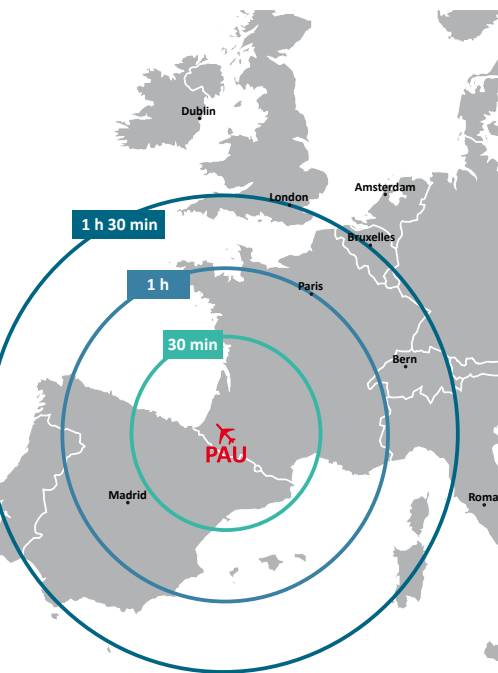 Dublin
Amsterdam
London
1 h 30 min
Bruxelles
1 h
Paris
30 min
Bern
PAU
Madrid
Roma